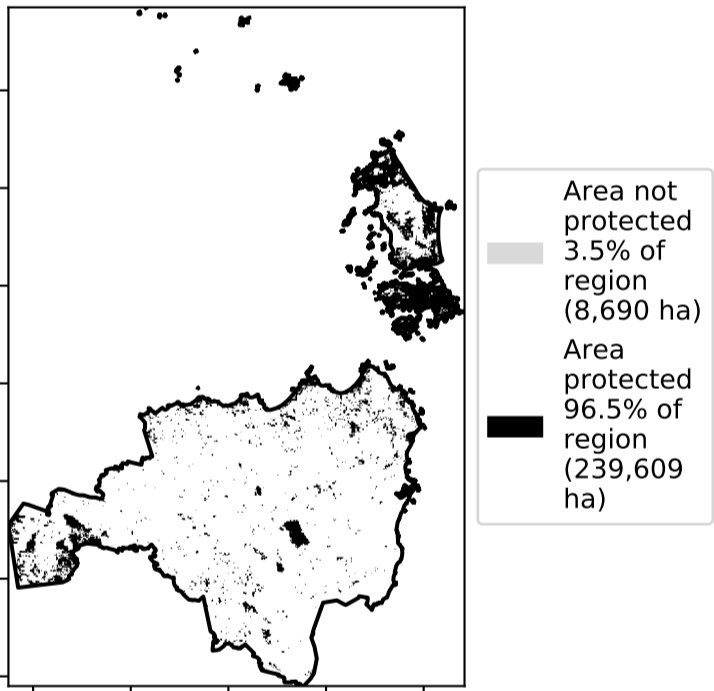 Area not
protected
3.5% of
region
(8,690 ha)
Area
protected
96.5% of
region
(239,609
ha)